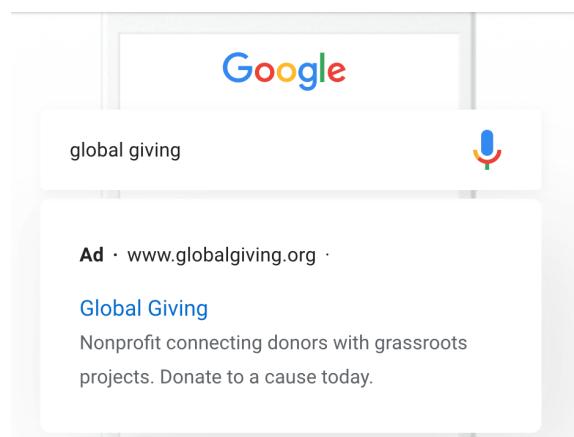 Google
global giving
Ad · www.globalgiving.org ·
Global Giving
Nonprofit connecting donors with grassroots
projects. Donate to a cause today.